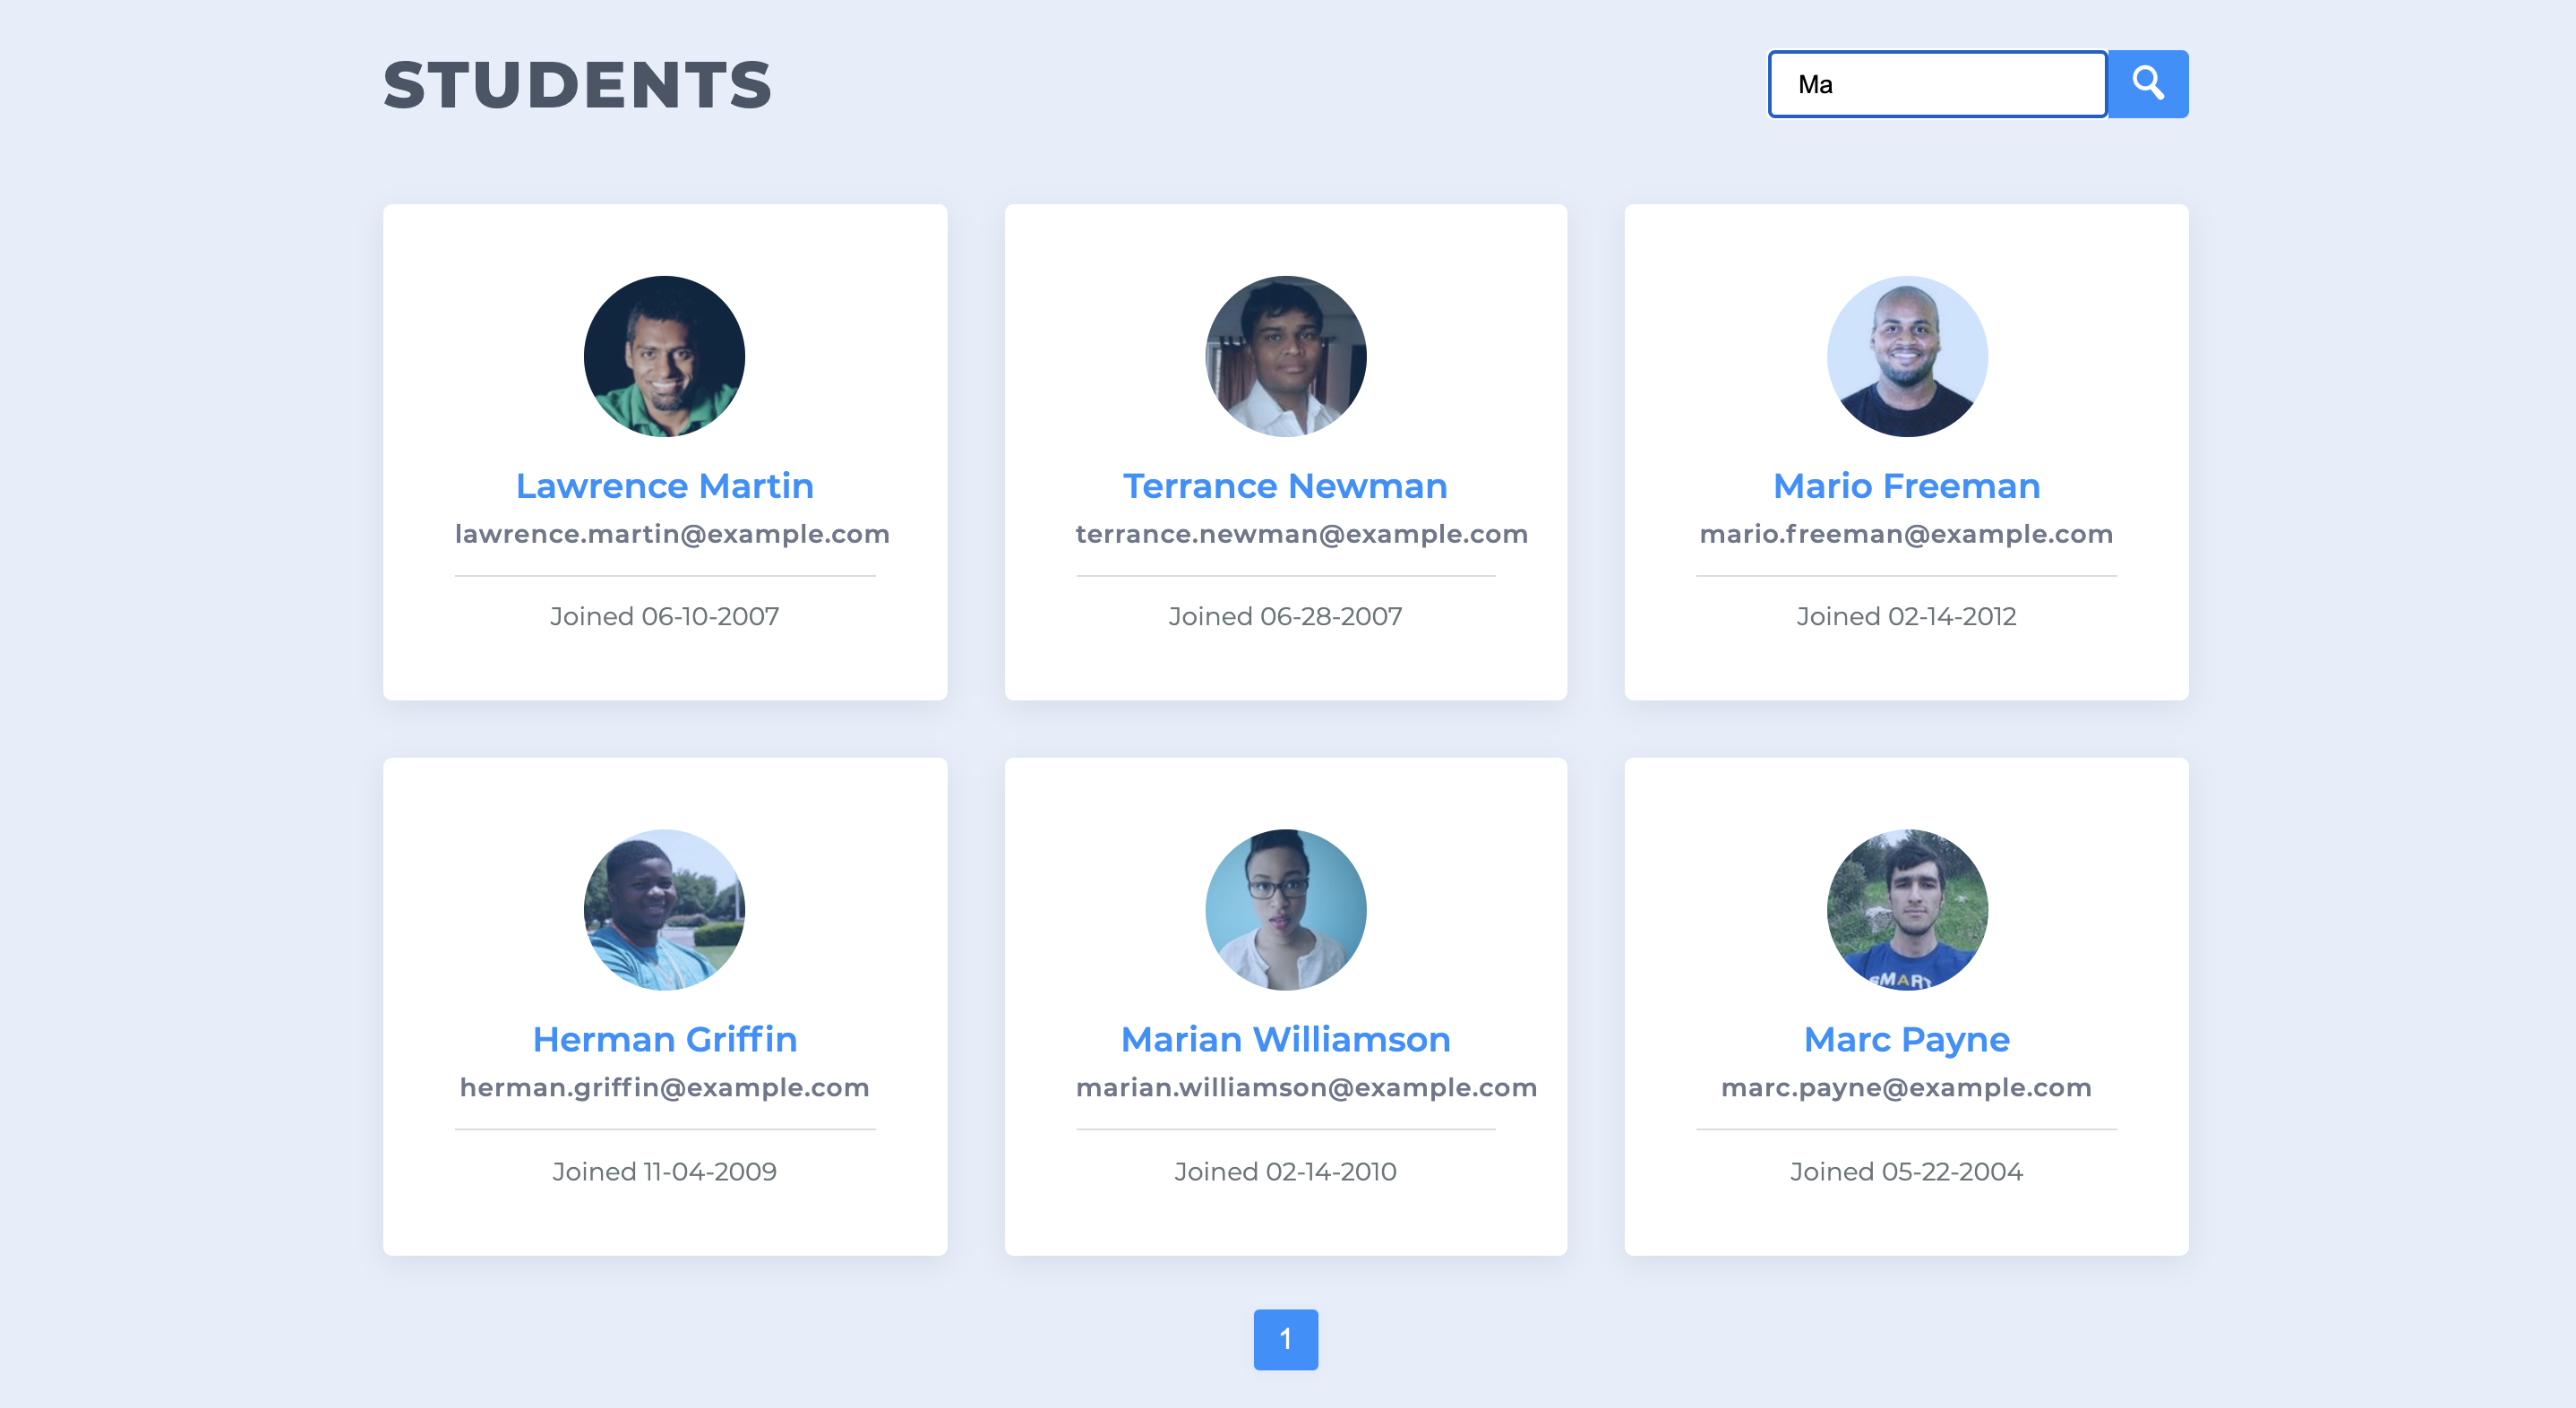 STUDENTS
Ma
Lawrence Martin
lawrence.martin@example.com
Joined 06-10-2007
Terrance Newman
terrance.newman@example.com
Joined 06-28-2007
Mario Freeman
mario.freeman@example.com
Joined 02-14-2012
Herman Griffin
herman.griffin@example.com
Joined 11-04-2009
Marian Williamson
marian.williamson@example.com
Joined 02-14-2010
SMART
Marc Payne
marc.payne@example.com
Joined 05-22-2004
1